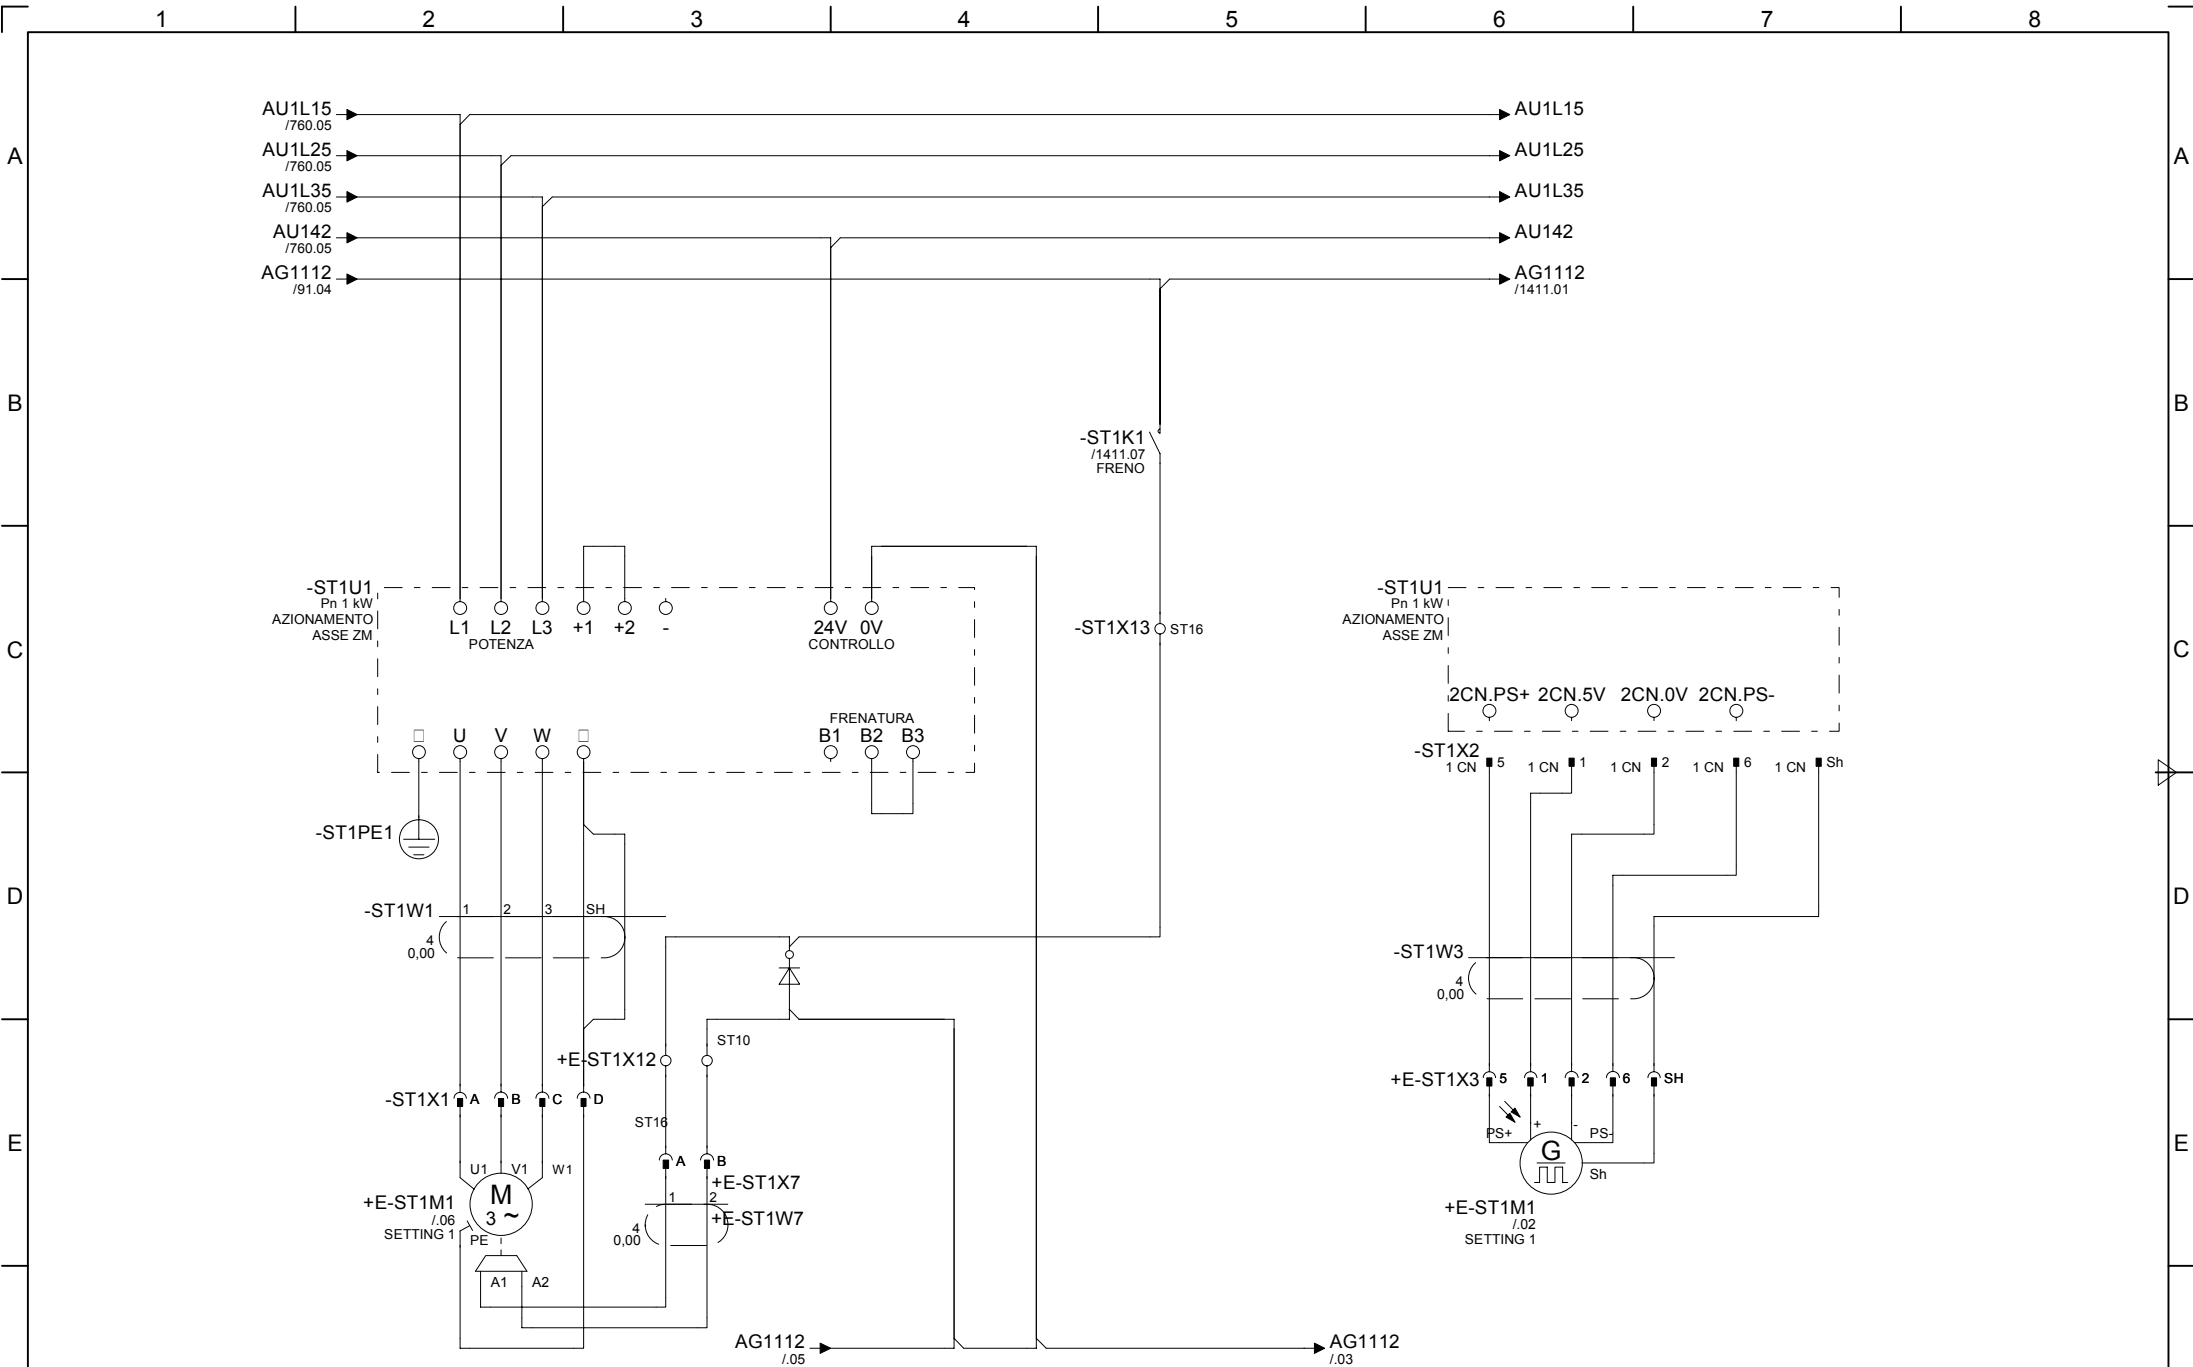 1 2 3 4 5 6 7 8
A A
B B
C C
D D
E E
AU1L15
/760.05
AU1L15
AU1L25
/760.05
AU1L25
AU1L35
/760.05
AU1L35
AU142
/760.05
AU142
AG1112
/91.04
AG1112
/1411.01
-ST1K1
/1411.07
FRENO
-ST1U1
Pn 1 kW
AZIONAMENTO
ASSE ZM
L1 L2 L3 +1 +2 - 24V 0V
POTENZA CONTROLLO
FRENATURA
U V W B1 B2 B3
-ST1X13 ST16
-ST1U1
Pn 1 kW
AZIONAMENTO
ASSE ZM
2CN.PS+ 2CN.5V 2CN.0V 2CN.PS-
-ST1X2
1 CN 5 1 CN 1 1 CN 2 1 CN 6 1 CN Sh
-ST1PE1
-ST1W1 1 2 3 SH
4
0,00
-ST1W3
4
0,00
ST10
+E-ST1X12
-ST1X1 A B C D
ST16
A B
+E-ST1X7
1 2
+E-ST1W7
4
0,00
U1 V1 W1
M
3 ~
+E-ST1M1
/.06
SETTING 1
PE
A1 A2
+E-ST1X3 5 1 2 6 SH
PS+ + - PS-
G
Sh
+E-ST1M1
/.02
SETTING 1
AG1112
/.05
AG1112
/.03